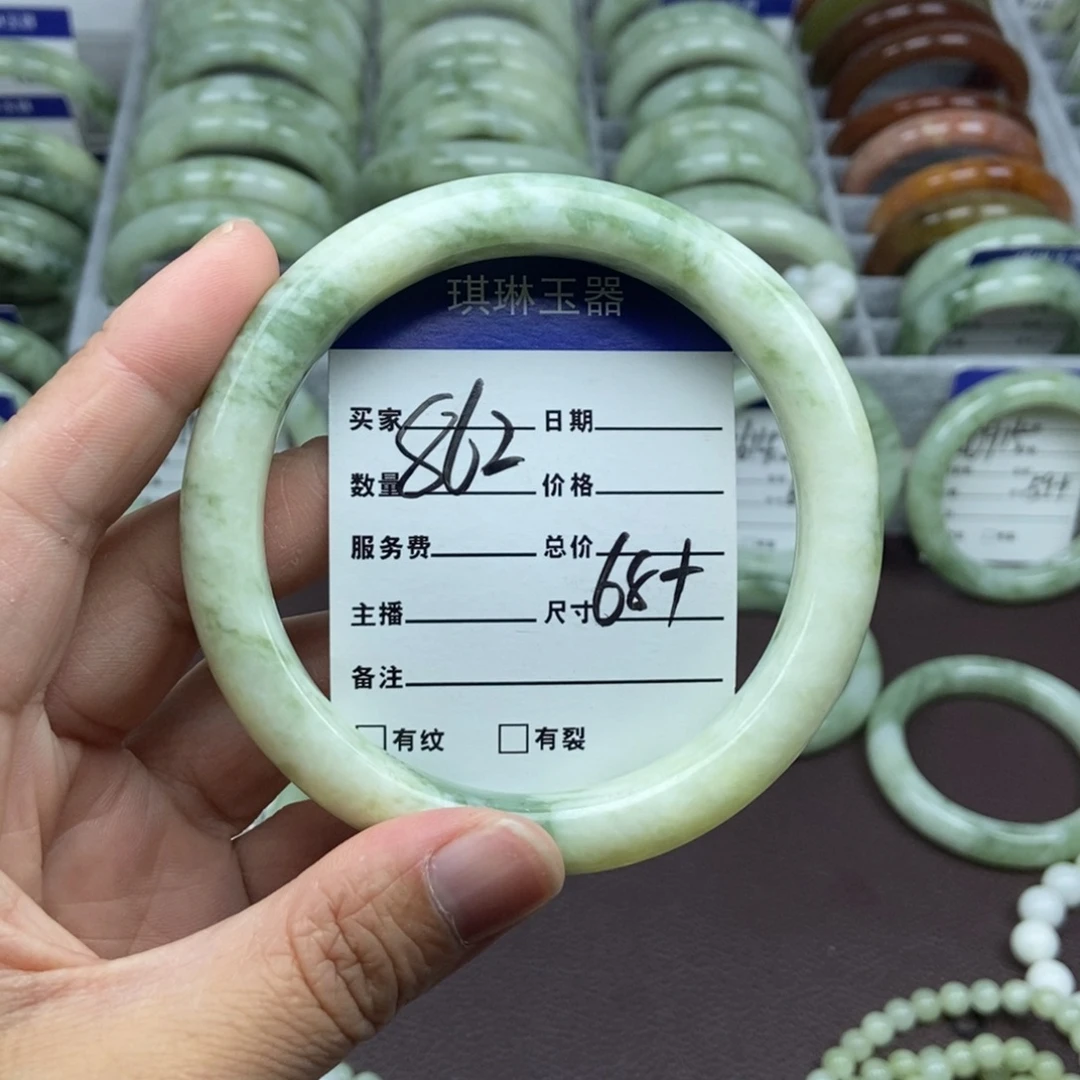 琪琳玉器
买家 862 日期
数量 价格
服务费 总价
主播 尺寸 68+
备注
有纹 有裂
59+